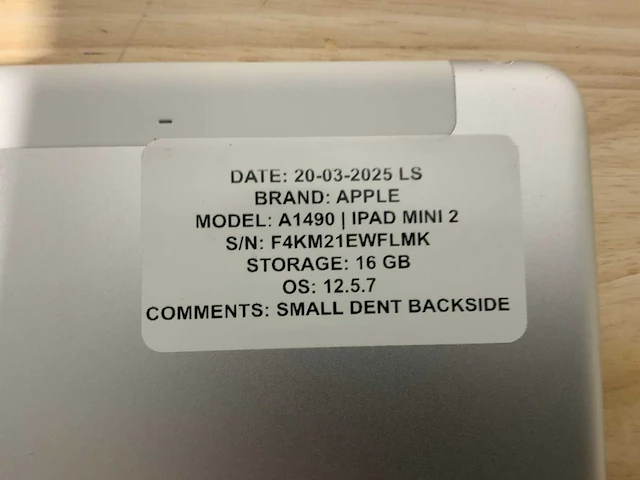 DATE: 20-03-2025 LS
BRAND: APPLE
MODEL: A1490 | IPAD MINI 2
S/N: F4KM21EWFLMK
STORAGE: 16 GB
OS: 12.5.7
COMMENTS: SMALL DENT BACKSIDE